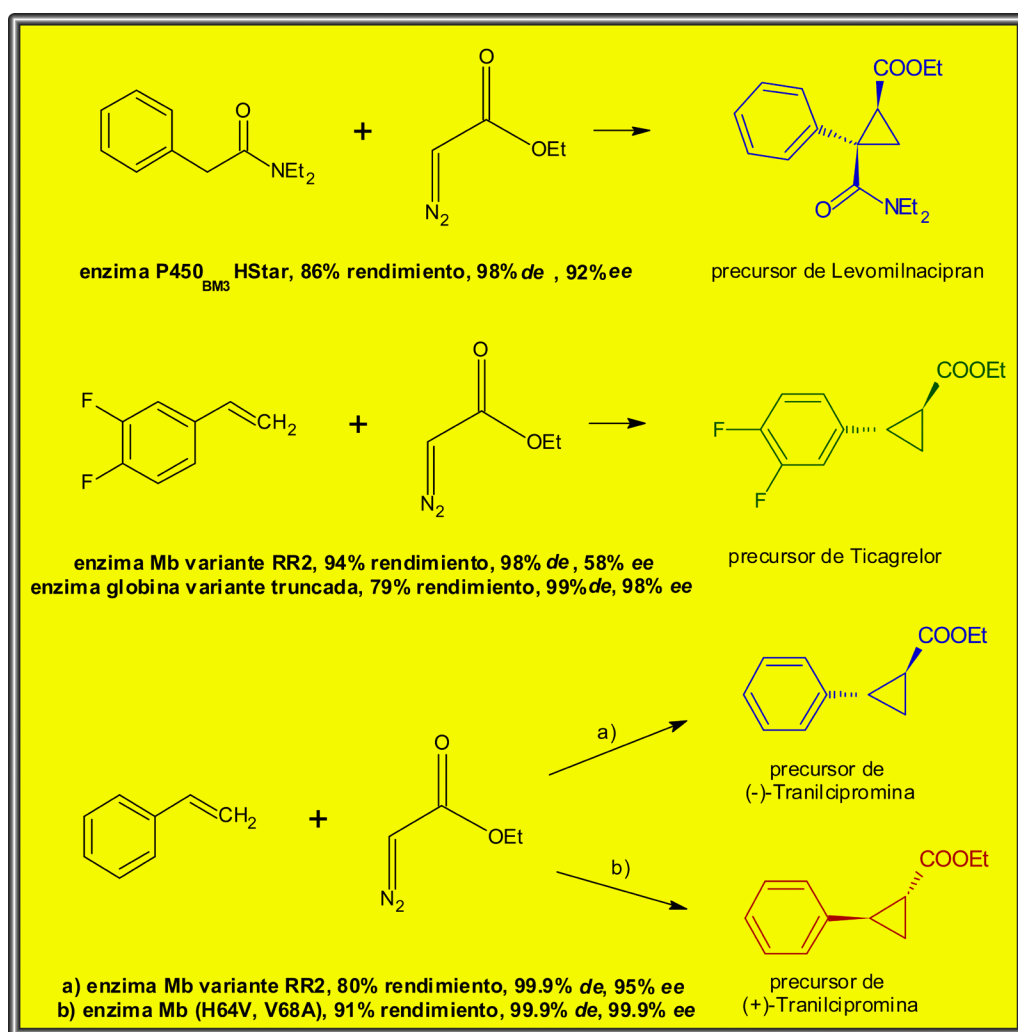 O
NEt2
+
O
OEt
N2
COOEt
O
NEt2
enzima P450BM3 HStar, 86% rendimiento, 98% de , 92% ee
precursor de Levomilnacipran
F
F
CH2
+
O
OEt
N2
COOEt
F
F
enzima Mb variante RR2, 94% rendimiento, 98% de , 58% ee
enzima globina variante truncada, 79% rendimiento, 99% de, 98% ee
precursor de Ticagrelor
CH2
+
O
OEt
N2
a)
b)
COOEt
precursor de
(-)-Tranilcipromina
COOEt
precursor de
(+)-Tranilcipromina
a) enzima Mb variante RR2, 80% rendimiento, 99.9% de, 95% ee
b) enzima Mb (H64V, V68A), 91% rendimiento, 99.9% de, 99.9% ee